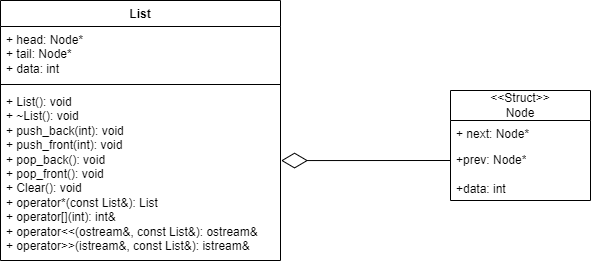 List
+ head: Node*
+ tail: Node*
+ data: int
+ List(): void
+ ~List(): void
+ push_back(int): void
+ push_front(int): void
+ pop_back(): void
+ pop_front(): void
+ Clear(): void
+ operator*(const List&): List
+ operator[](int): int&
+ operator<<(ostream&, const List&): ostream&
+ operator>>(istream&, const List&): istream&
<<Struct>>
Node
+ next: Node*
+prev: Node*
+data: int